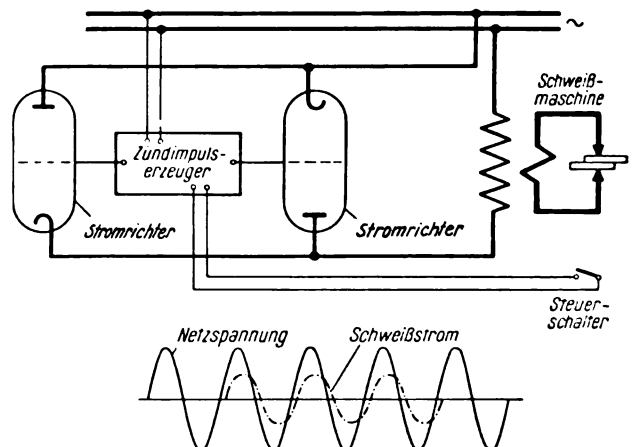 ~
Schweiß-
maschine
Zündimpuls-
erzeuger
Stromrichter
Stromrichter
Steuer-
schalter
Netzspannung
Schweißstrom